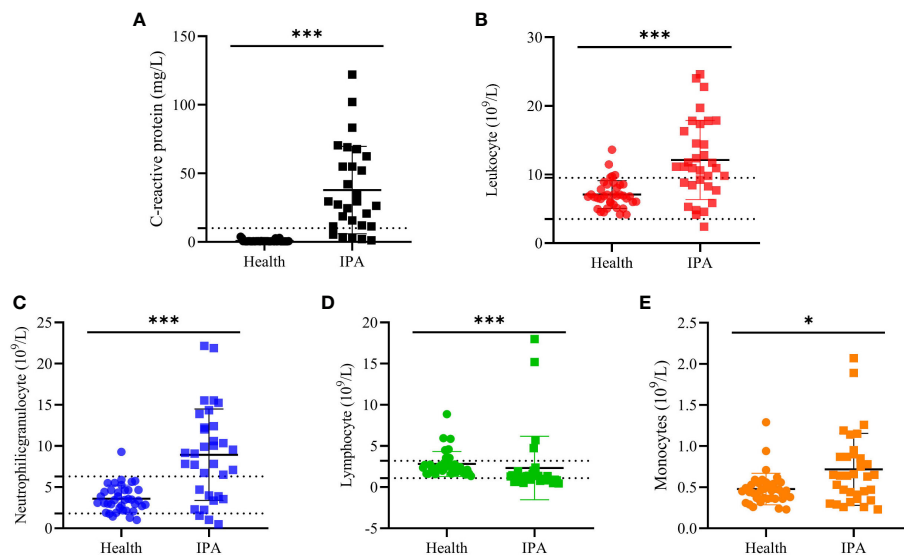 A
***
C-reactive protein (mg/L)
150
100
50
0
Health
IPA
B
***
Leukocyte (10⁹/L)
30
20
10
0
Health
IPA
C
***
Neutrophilicgranulocyte (10⁹/L)
25
20
15
10
5
0
Health
IPA
D
***
Lymphocyte (10⁹/L)
20
15
10
5
0
-5
Health
IPA
E
*
Monocytes (10⁹/L)
2.5
2.0
1.5
1.0
0.5
0.0
Health
IPA